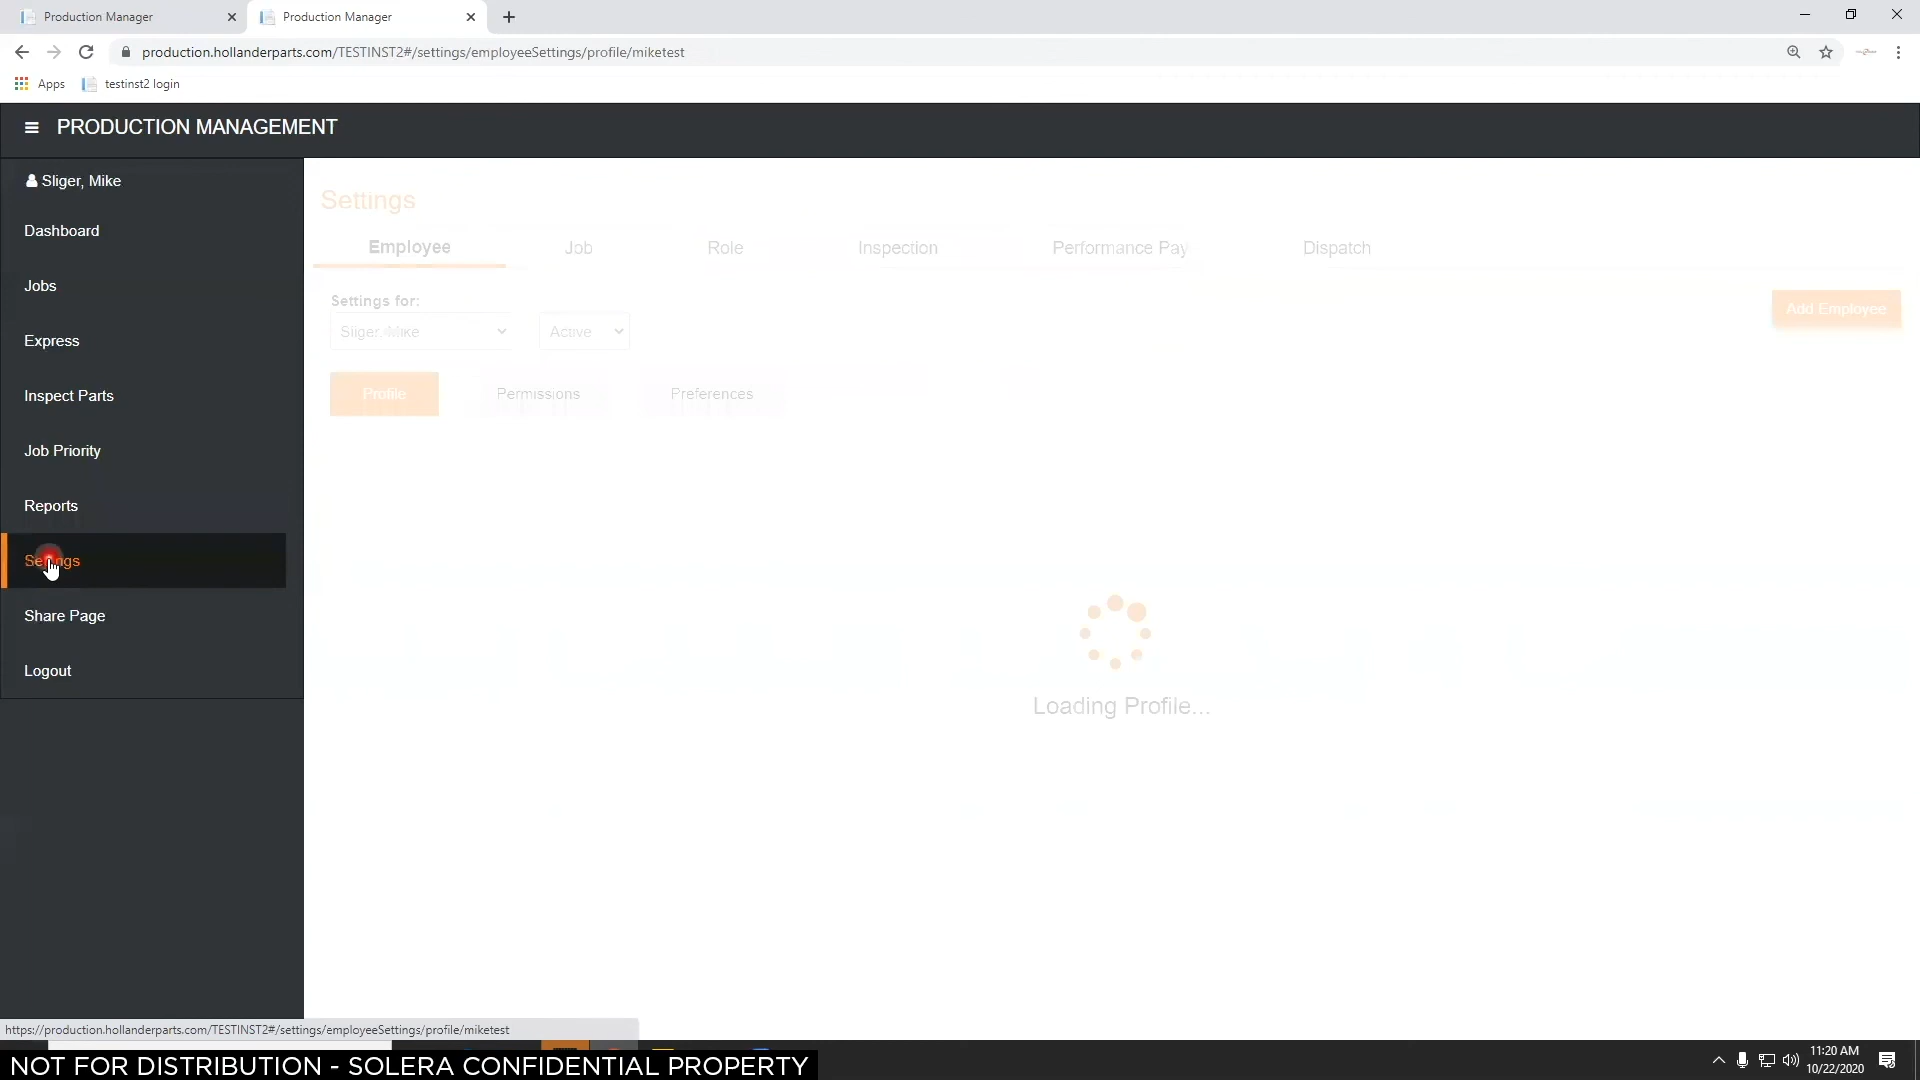 Production Manager
Production Manager
production.hollanderparts.com/TESTINST2#/settings/employeeSettings/profile/miketest
Apps
testinst2 login
PRODUCTION MANAGEMENT
Sliger, Mike
Dashboard
Jobs
Express
Inspect Parts
Job Priority
Reports
Settings
Share Page
Logout
Settings
Employee
Job
Role
Inspection
Performance Pay
Dispatch
Settings for:
Sliger, Mike
Active
Add Employee
Profile
Permissions
Preferences
Loading Profile...
https://production.hollanderparts.com/TESTINST2#/settings/employeeSettings/profile/miketest
NOT FOR DISTRIBUTION - SOLERA CONFIDENTIAL PROPERTY
11:20 AM
10/22/2020